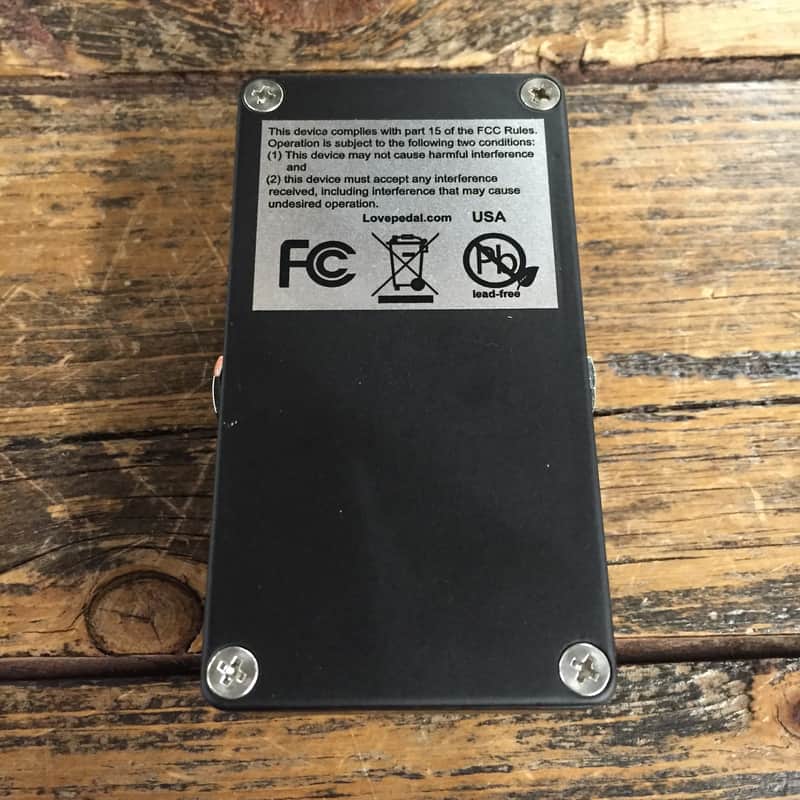 This device complies with part 15 of the FCC Rules.
Operation is subject to the following two conditions:
(1) This device may not cause harmful interference
and
(2) this device must accept any interference
received, including interference that may cause
undesired operation.
Lovepedal.com USA
FC Pb
lead-free